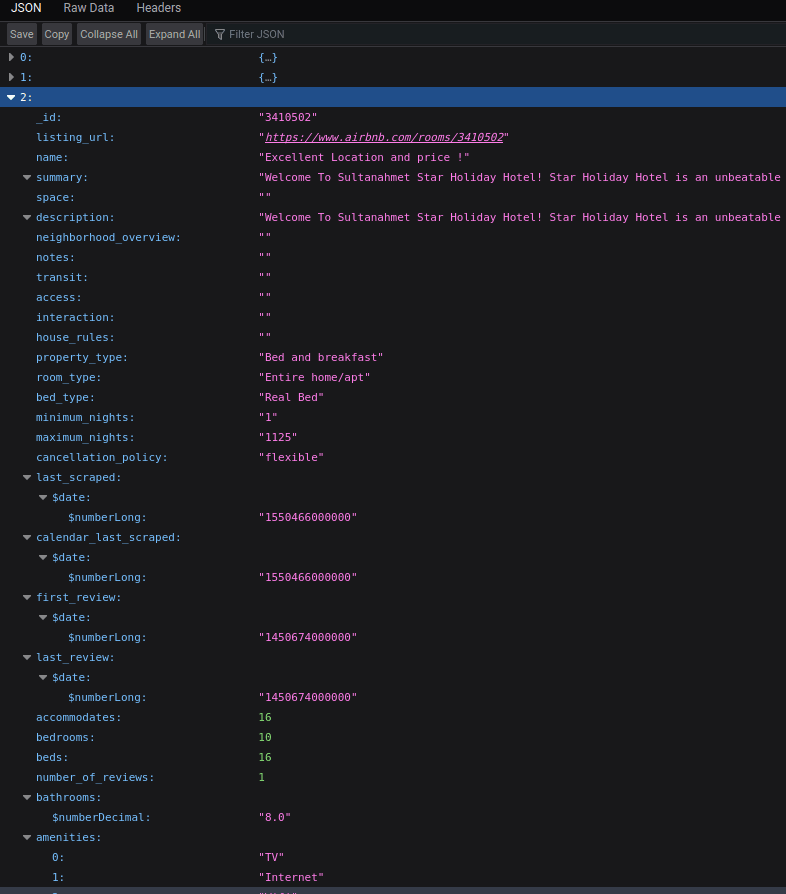 JSON Raw Data Headers
Save Copy Collapse All Expand All Filter JSON
0: {…}
1: {…}
2:
_id: "3410502"
listing_url: "https://www.airbnb.com/rooms/3410502"
name: "Excellent Location and price !"
summary: "Welcome To Sultanahmet Star Holiday Hotel! Star Holiday Hotel is an unbeatable
space: ""
description: "Welcome To Sultanahmet Star Holiday Hotel! Star Holiday Hotel is an unbeatable
neighborhood_overview: ""
notes: ""
transit: ""
access: ""
interaction: ""
house_rules: ""
property_type: "Bed and breakfast"
room_type: "Entire home/apt"
bed_type: "Real Bed"
minimum_nights: "1"
maximum_nights: "1125"
cancellation_policy: "flexible"
last_scraped:
$date:
$numberLong: "1550466000000"
calendar_last_scraped:
$date:
$numberLong: "1550466000000"
first_review:
$date:
$numberLong: "1450674000000"
last_review:
$date:
$numberLong: "1450674000000"
accommodates: 16
bedrooms: 10
beds: 16
number_of_reviews: 1
bathrooms:
$numberDecimal: "8.0"
amenities:
0: "TV"
1: "Internet"